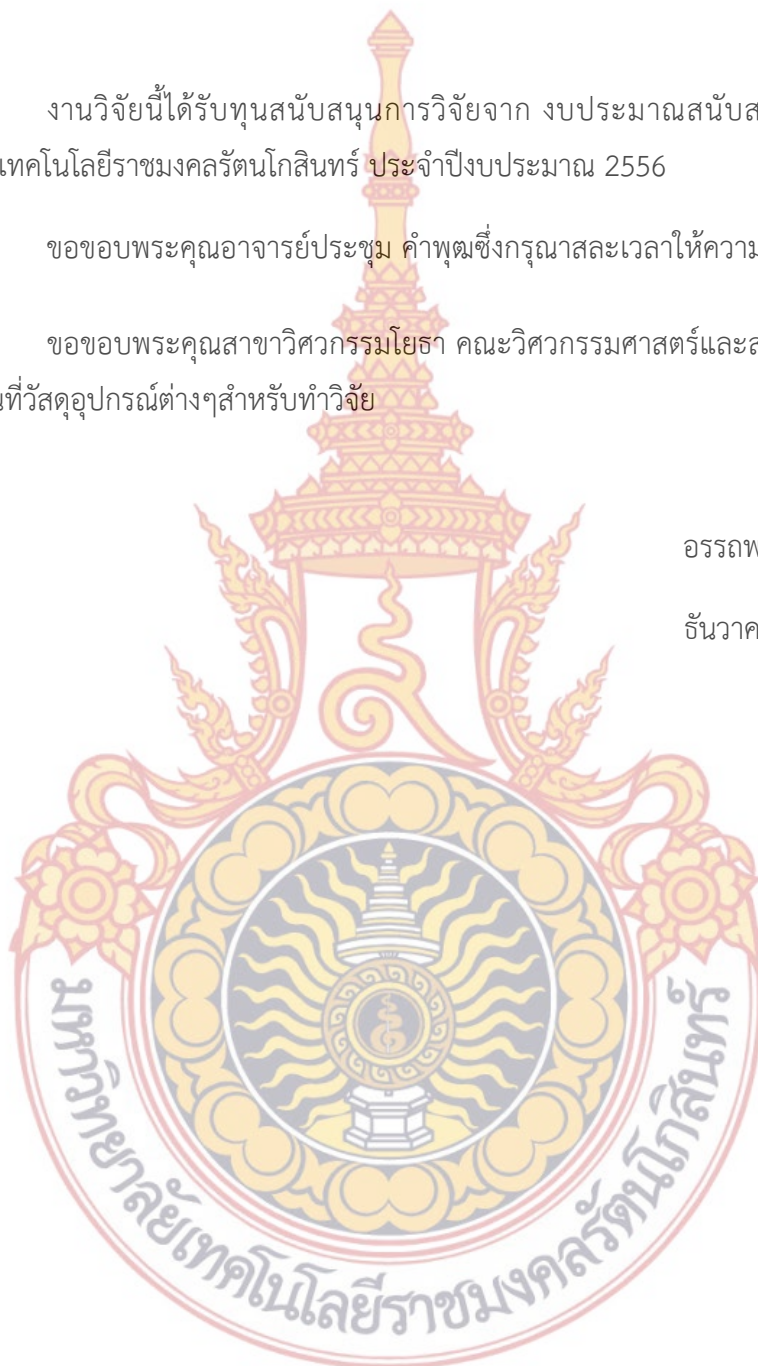 งานวิจัยนี้ได้รับทุนสนับสนุนการวิจัยจาก งบประมาณสนับส
เทคโนโลยีราชมงคลรัตนโกสินทร์ ประจำปีงบประมาณ 2556
ขอขอบพระคุณอาจารย์ประชุม คำพุฒซึ่งกรุณาสละเวลาให้ความ
ขอขอบพระคุณสาขาวิศวกรรมโยธา คณะวิศวกรรมศาสตร์และส
นที่วัสดุอุปกรณ์ต่างๆสำหรับทำวิจัย
อรรถพ
ธันวาค
มหาวิทยาลัยเทคโนโลยีราชมงคลรัตนโกสินทร์